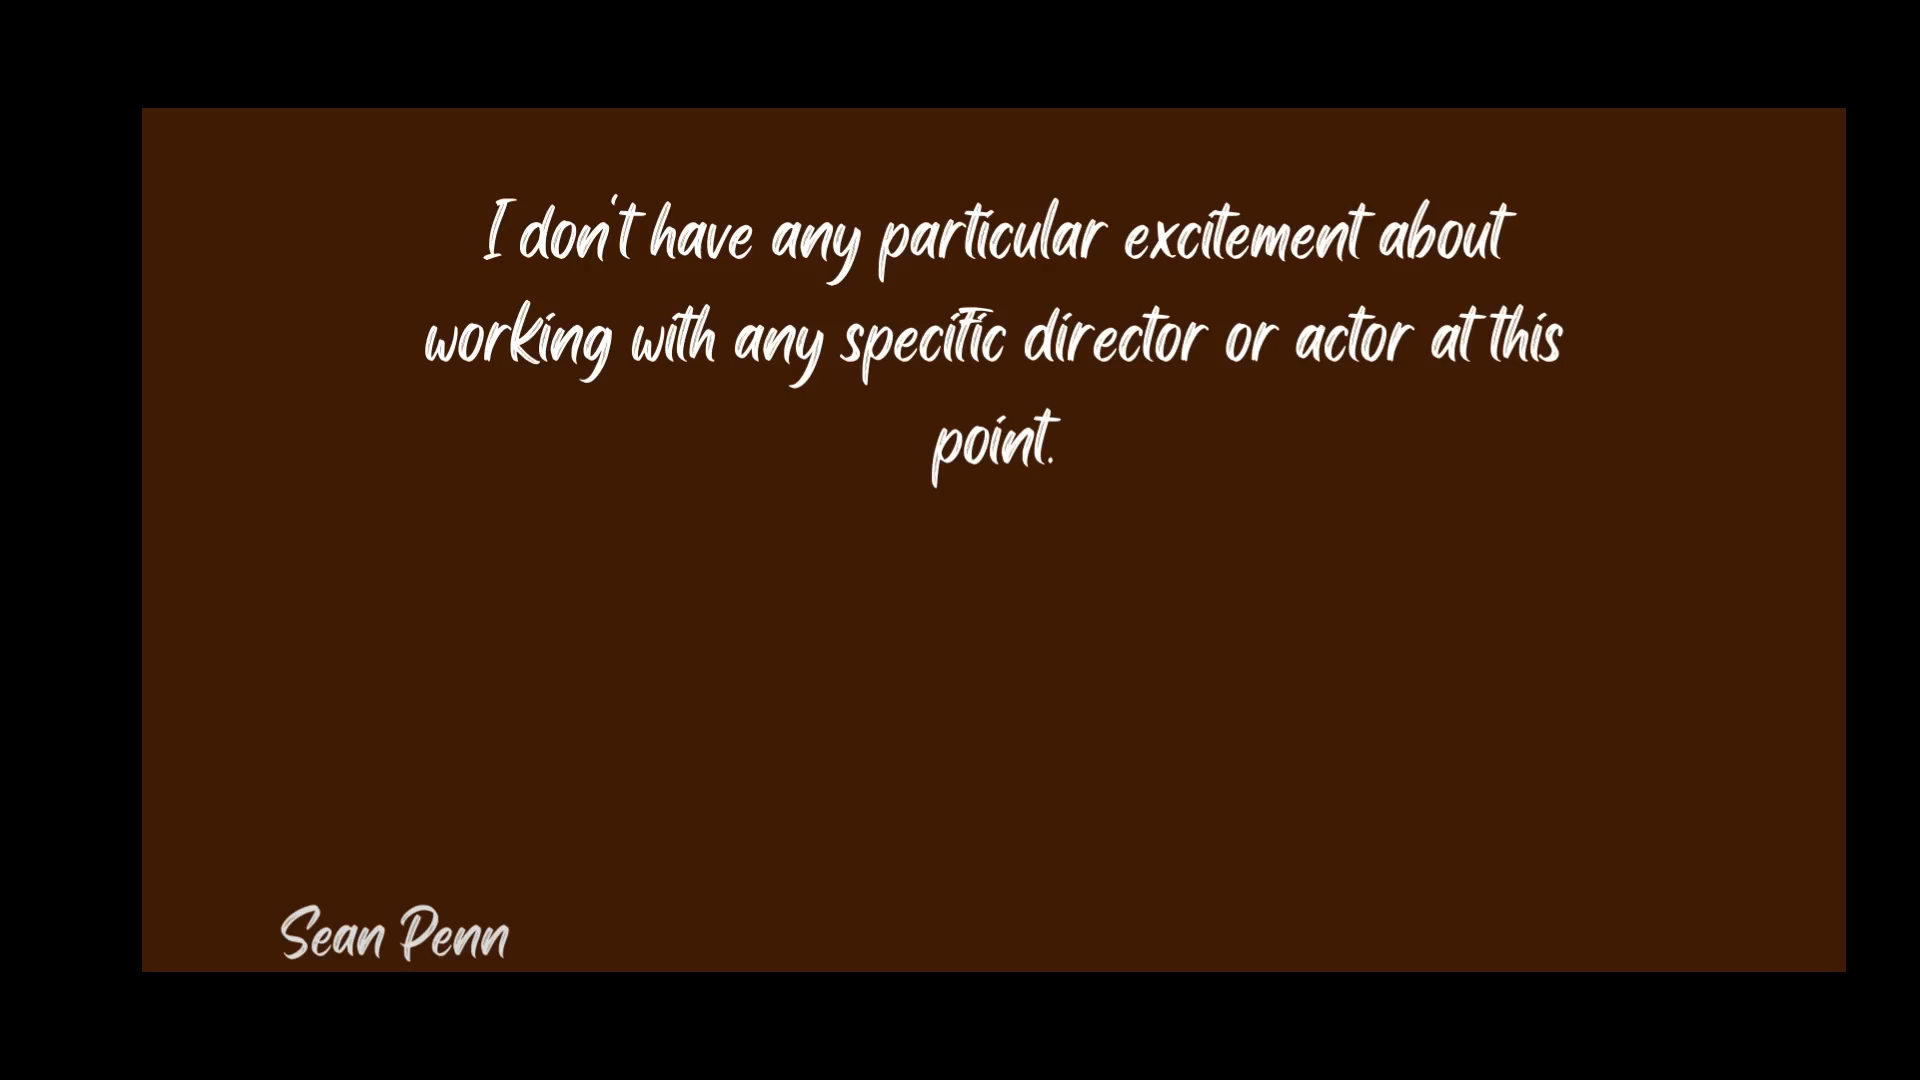 I don't have any particular excitement about
working with any specific director or actor at this
point.
Sean Penn